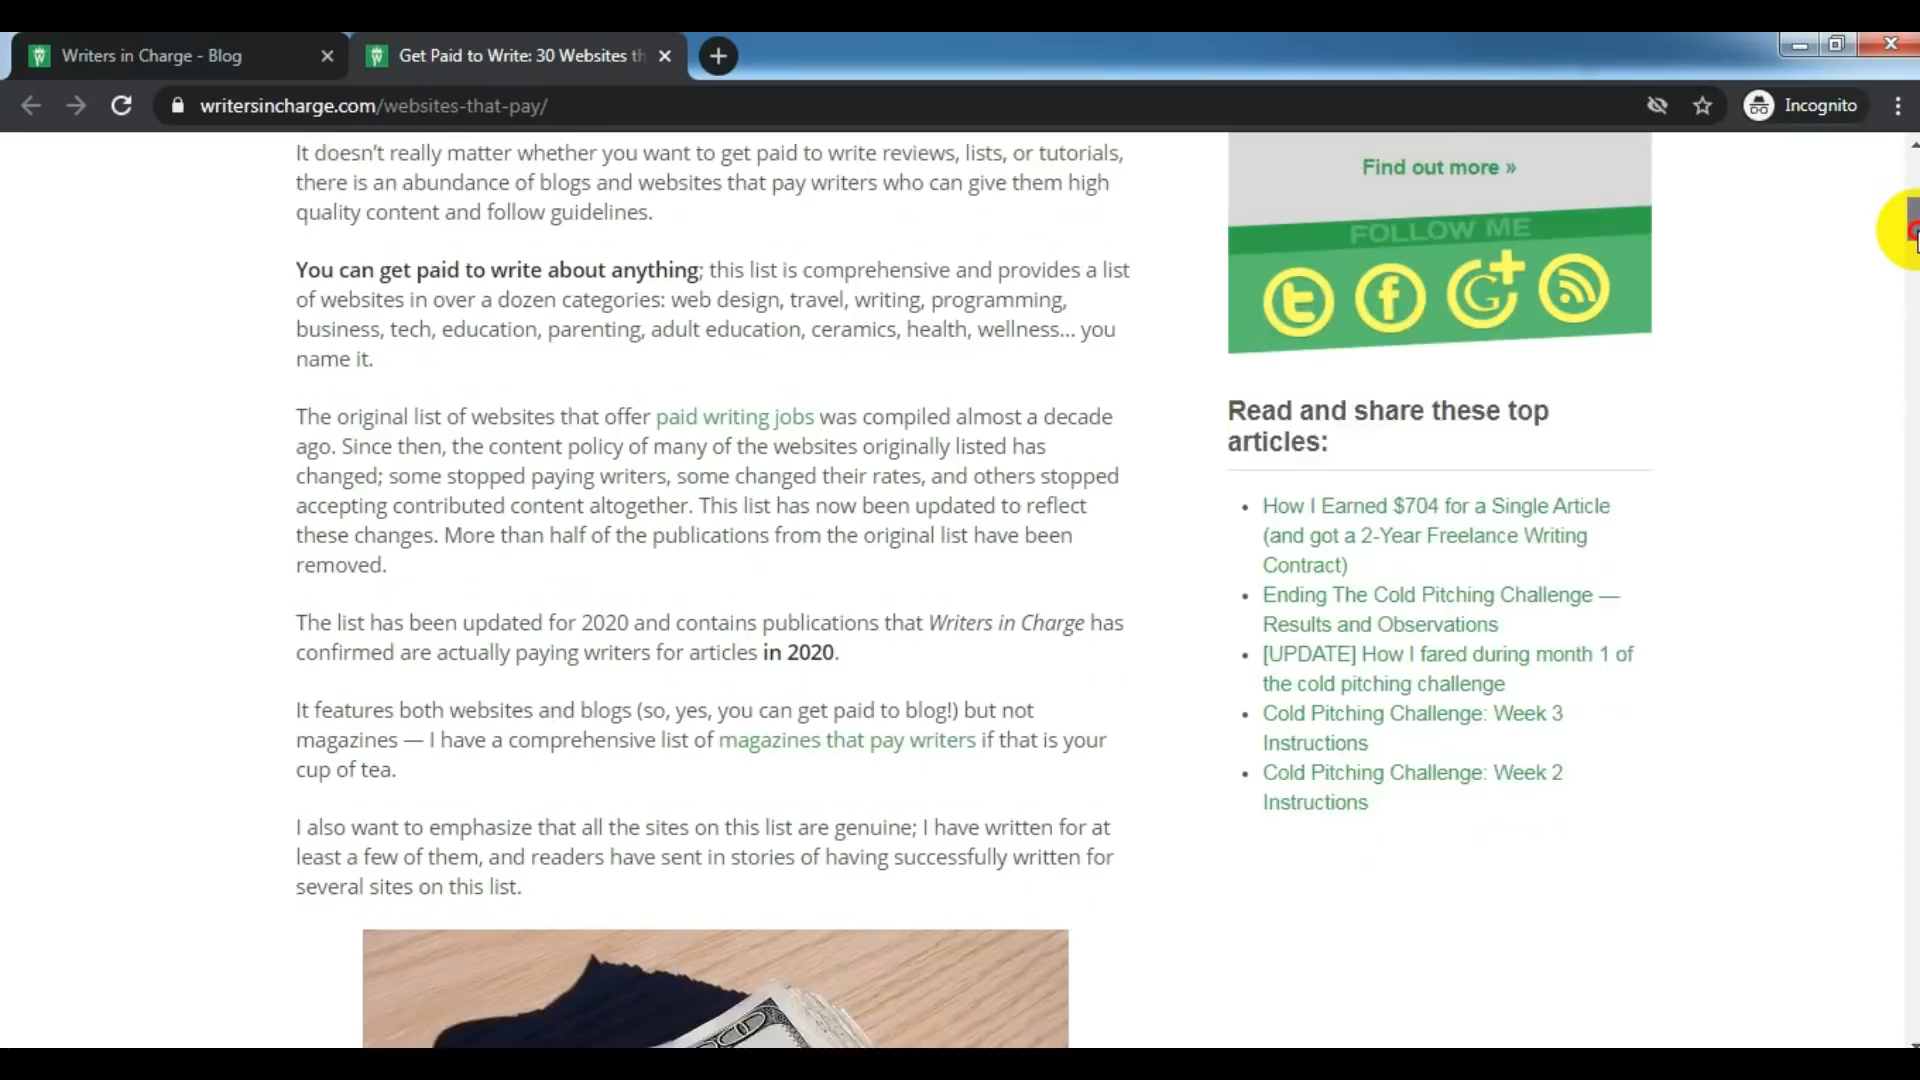 Writers in Charge - Blog
Get Paid to Write: 30 Websites th
writersincharge.com/websites-that-pay/
Incognito
It doesn't really matter whether you want to get paid to write reviews, lists, or tutorials,
there is an abundance of blogs and websites that pay writers who can give them high
quality content and follow guidelines.
You can get paid to write about anything; this list is comprehensive and provides a list
of websites in over a dozen categories: web design, travel, writing, programming,
business, tech, education, parenting, adult education, ceramics, health, wellness... you
name it.
The original list of websites that offer paid writing jobs was compiled almost a decade
ago. Since then, the content policy of many of the websites originally listed has
changed; some stopped paying writers, some changed their rates, and others stopped
accepting contributed content altogether. This list has now been updated to reflect
these changes. More than half of the publications from the original list have been
removed.
The list has been updated for 2020 and contains publications that Writers in Charge has
confirmed are actually paying writers for articles in 2020.
It features both websites and blogs (so, yes, you can get paid to blog!) but not
magazines — I have a comprehensive list of magazines that pay writers if that is your
cup of tea.
I also want to emphasize that all the sites on this list are genuine; I have written for at
least a few of them, and readers have sent in stories of having successfully written for
several sites on this list.
Find out more »
FOLLOW ME
Read and share these top
articles:
How I Earned $704 for a Single Article
(and got a 2-Year Freelance Writing
Contract)
Ending The Cold Pitching Challenge —
Results and Observations
[UPDATE] How I fared during month 1 of
the cold pitching challenge
Cold Pitching Challenge: Week 3
Instructions
Cold Pitching Challenge: Week 2
Instructions